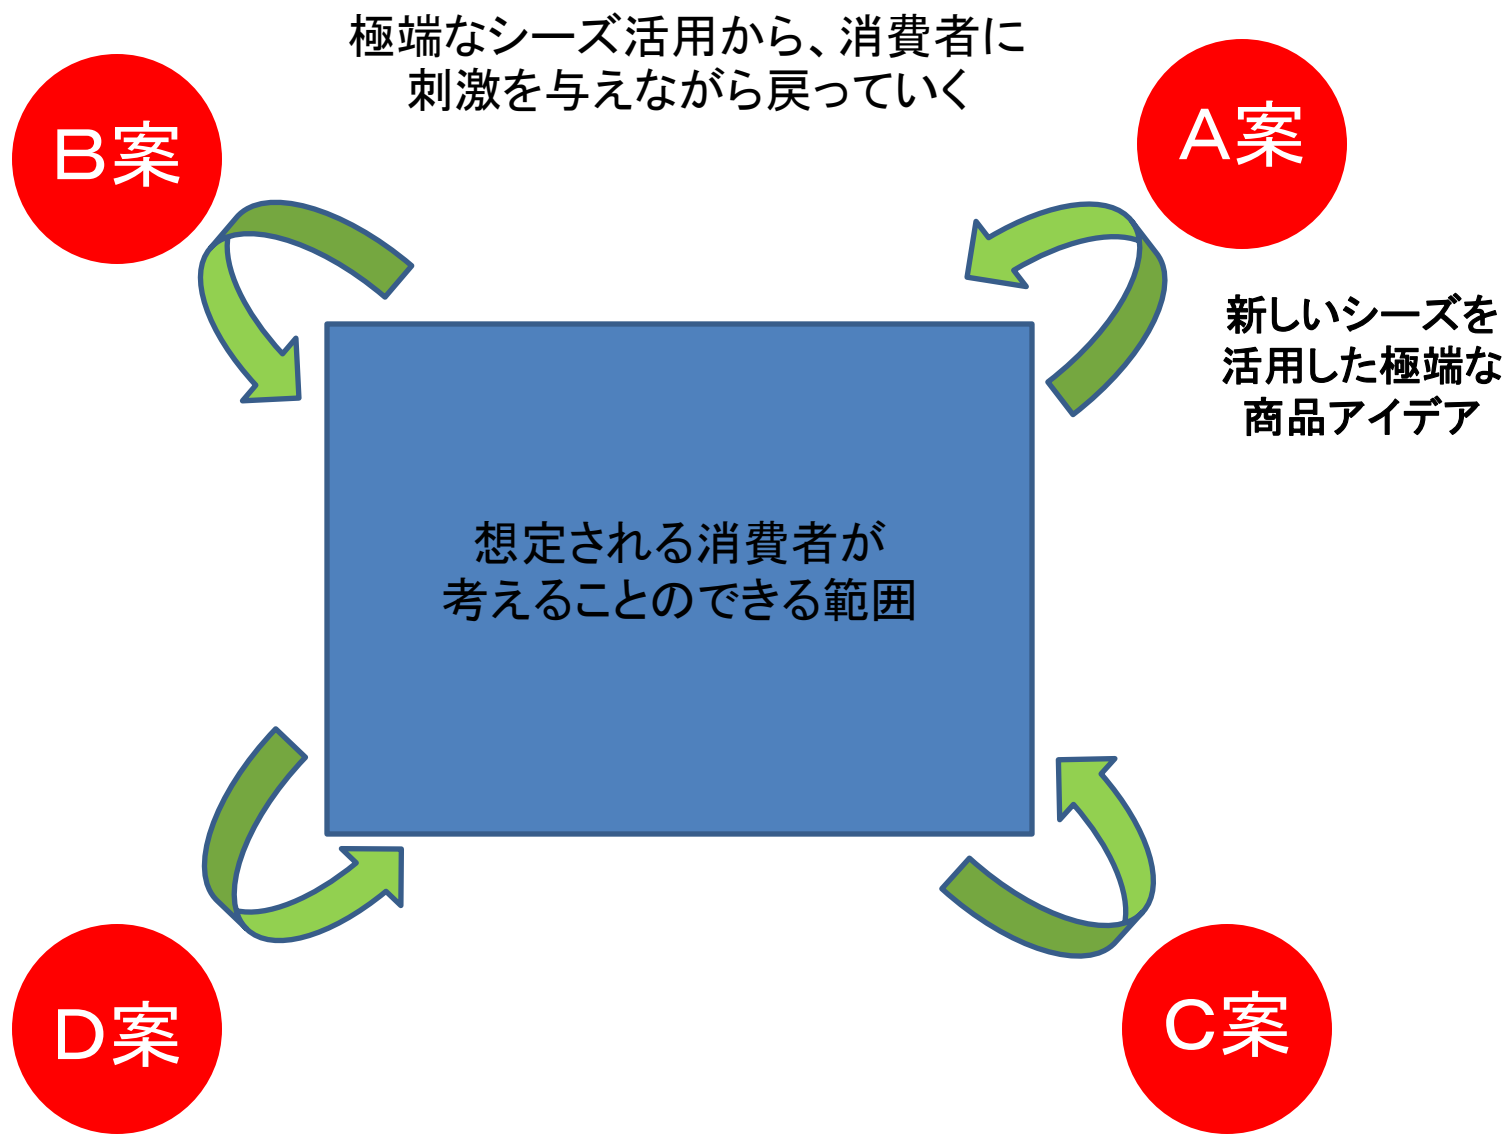 極端なシーズ活用から、消費者に
刺激を与えながら戻っていく
B案
A案
新しいシーズを
活用した極端な
商品アイデア
想定される消費者が
考えることのできる範囲
D案
C案